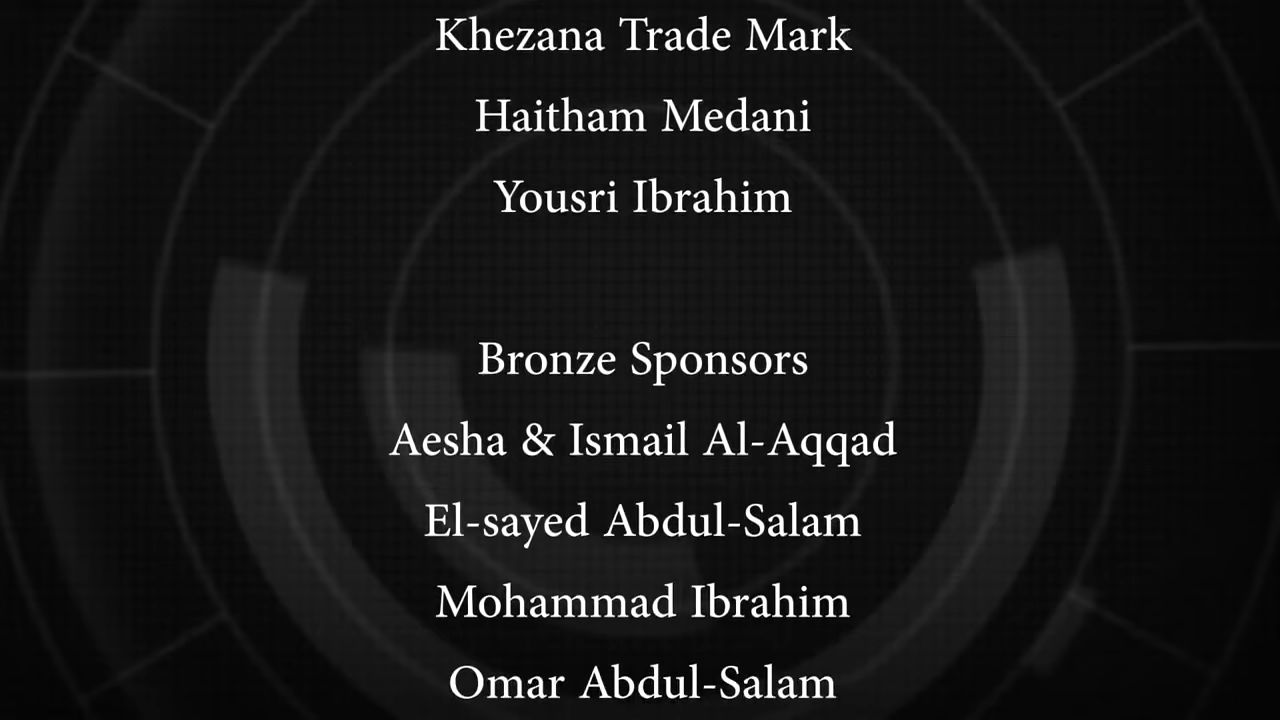 Khezana Trade Mark
Haitham Medani
Yousri Ibrahim
Bronze Sponsors
Aesha & Ismail Al-Aqqad
El-sayed Abdul-Salam
Mohammad Ibrahim
Omar Abdul-Salam